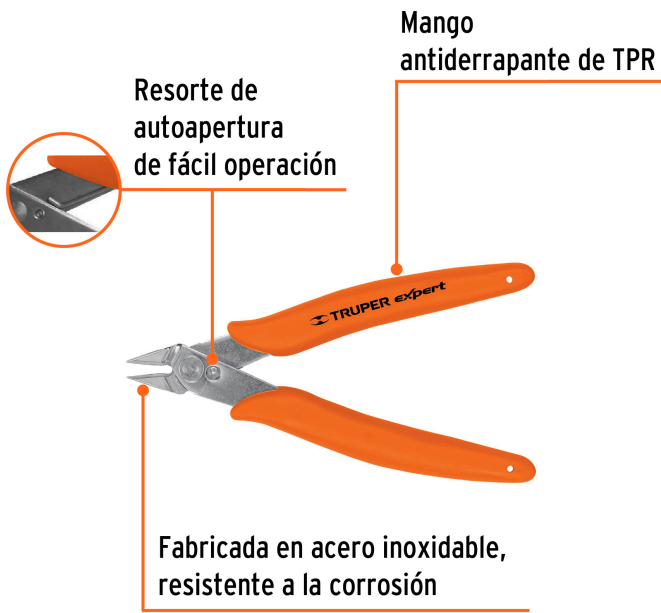 Mango
antiderrapante de TPR
Resorte de
autoapertura
de fácil operación
TRUPER expert
Fabricada en acero inoxidable,
resistente a la corrosión